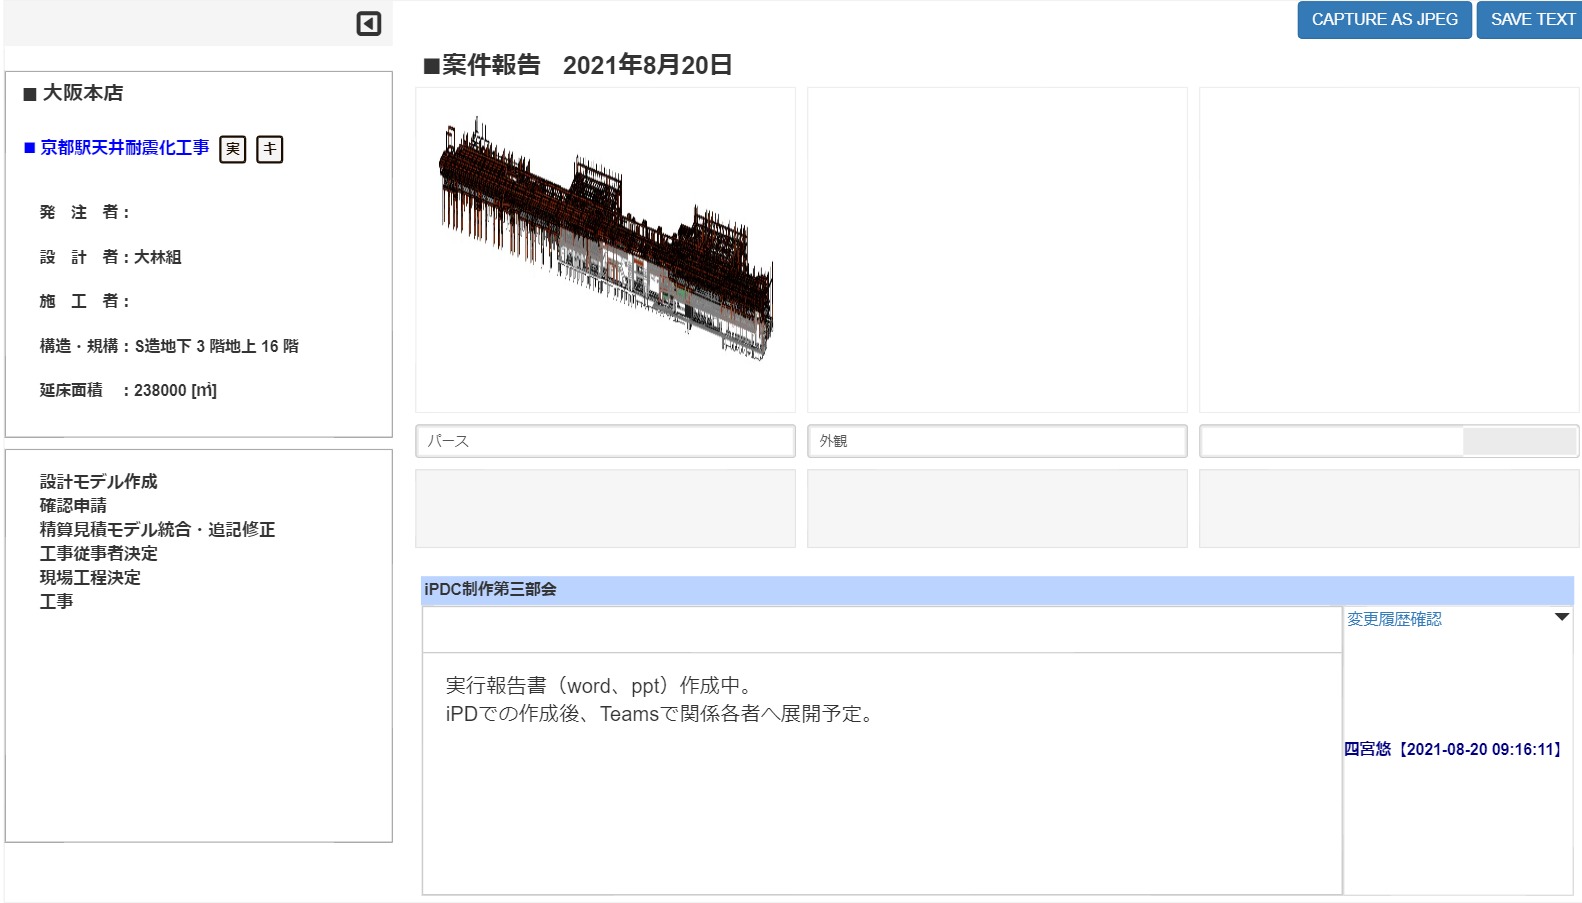 CAPTURE AS JPEG
SAVE TEXT
■案件報告 2021年8月20日
■ 大阪本店
■ 京都駅天井耐震化工事 実 キ
発 注 者：
設 計 者：大林組
施 工 者：
構造・規構：S造地下 3 階地上 16 階
延床面積 ：238000 [㎡]
パース
外観
設計モデル作成
確認申請
精算見積モデル統合・追記修正
工事従事者決定
現場工程決定
工事
iPDC制作第三部会
変更履歴確認
実行報告書（word、ppt）作成中。
iPDでの作成後、Teamsで関係各者へ展開予定。
四宮悠【2021-08-20 09:16:11】